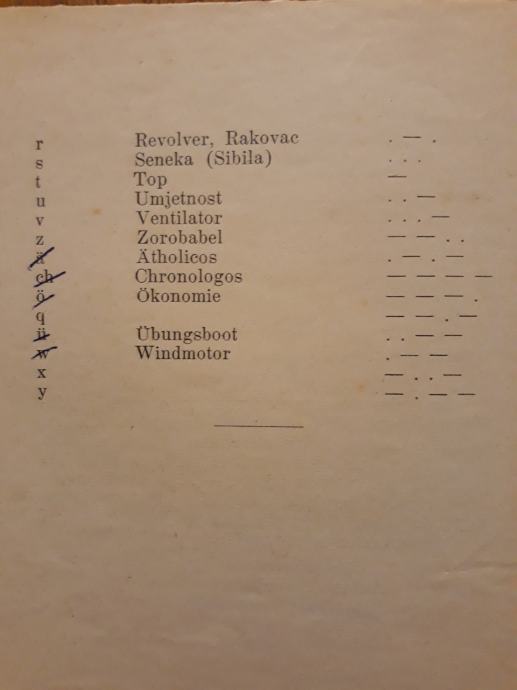 r Revolver, Rakovac . — .
s Seneka (Sibila) . . .
t Top —
u Umjetnost . . —
v Ventilator . . . —
z Zorobabel — — . .
ä Ätholicos . — . —
ch Chronologos — — — —
ö Ökonomie — — — .
q — — . —
ü Übungsboot . . — —
w Windmotor . — —
x — . . —
y — . — —